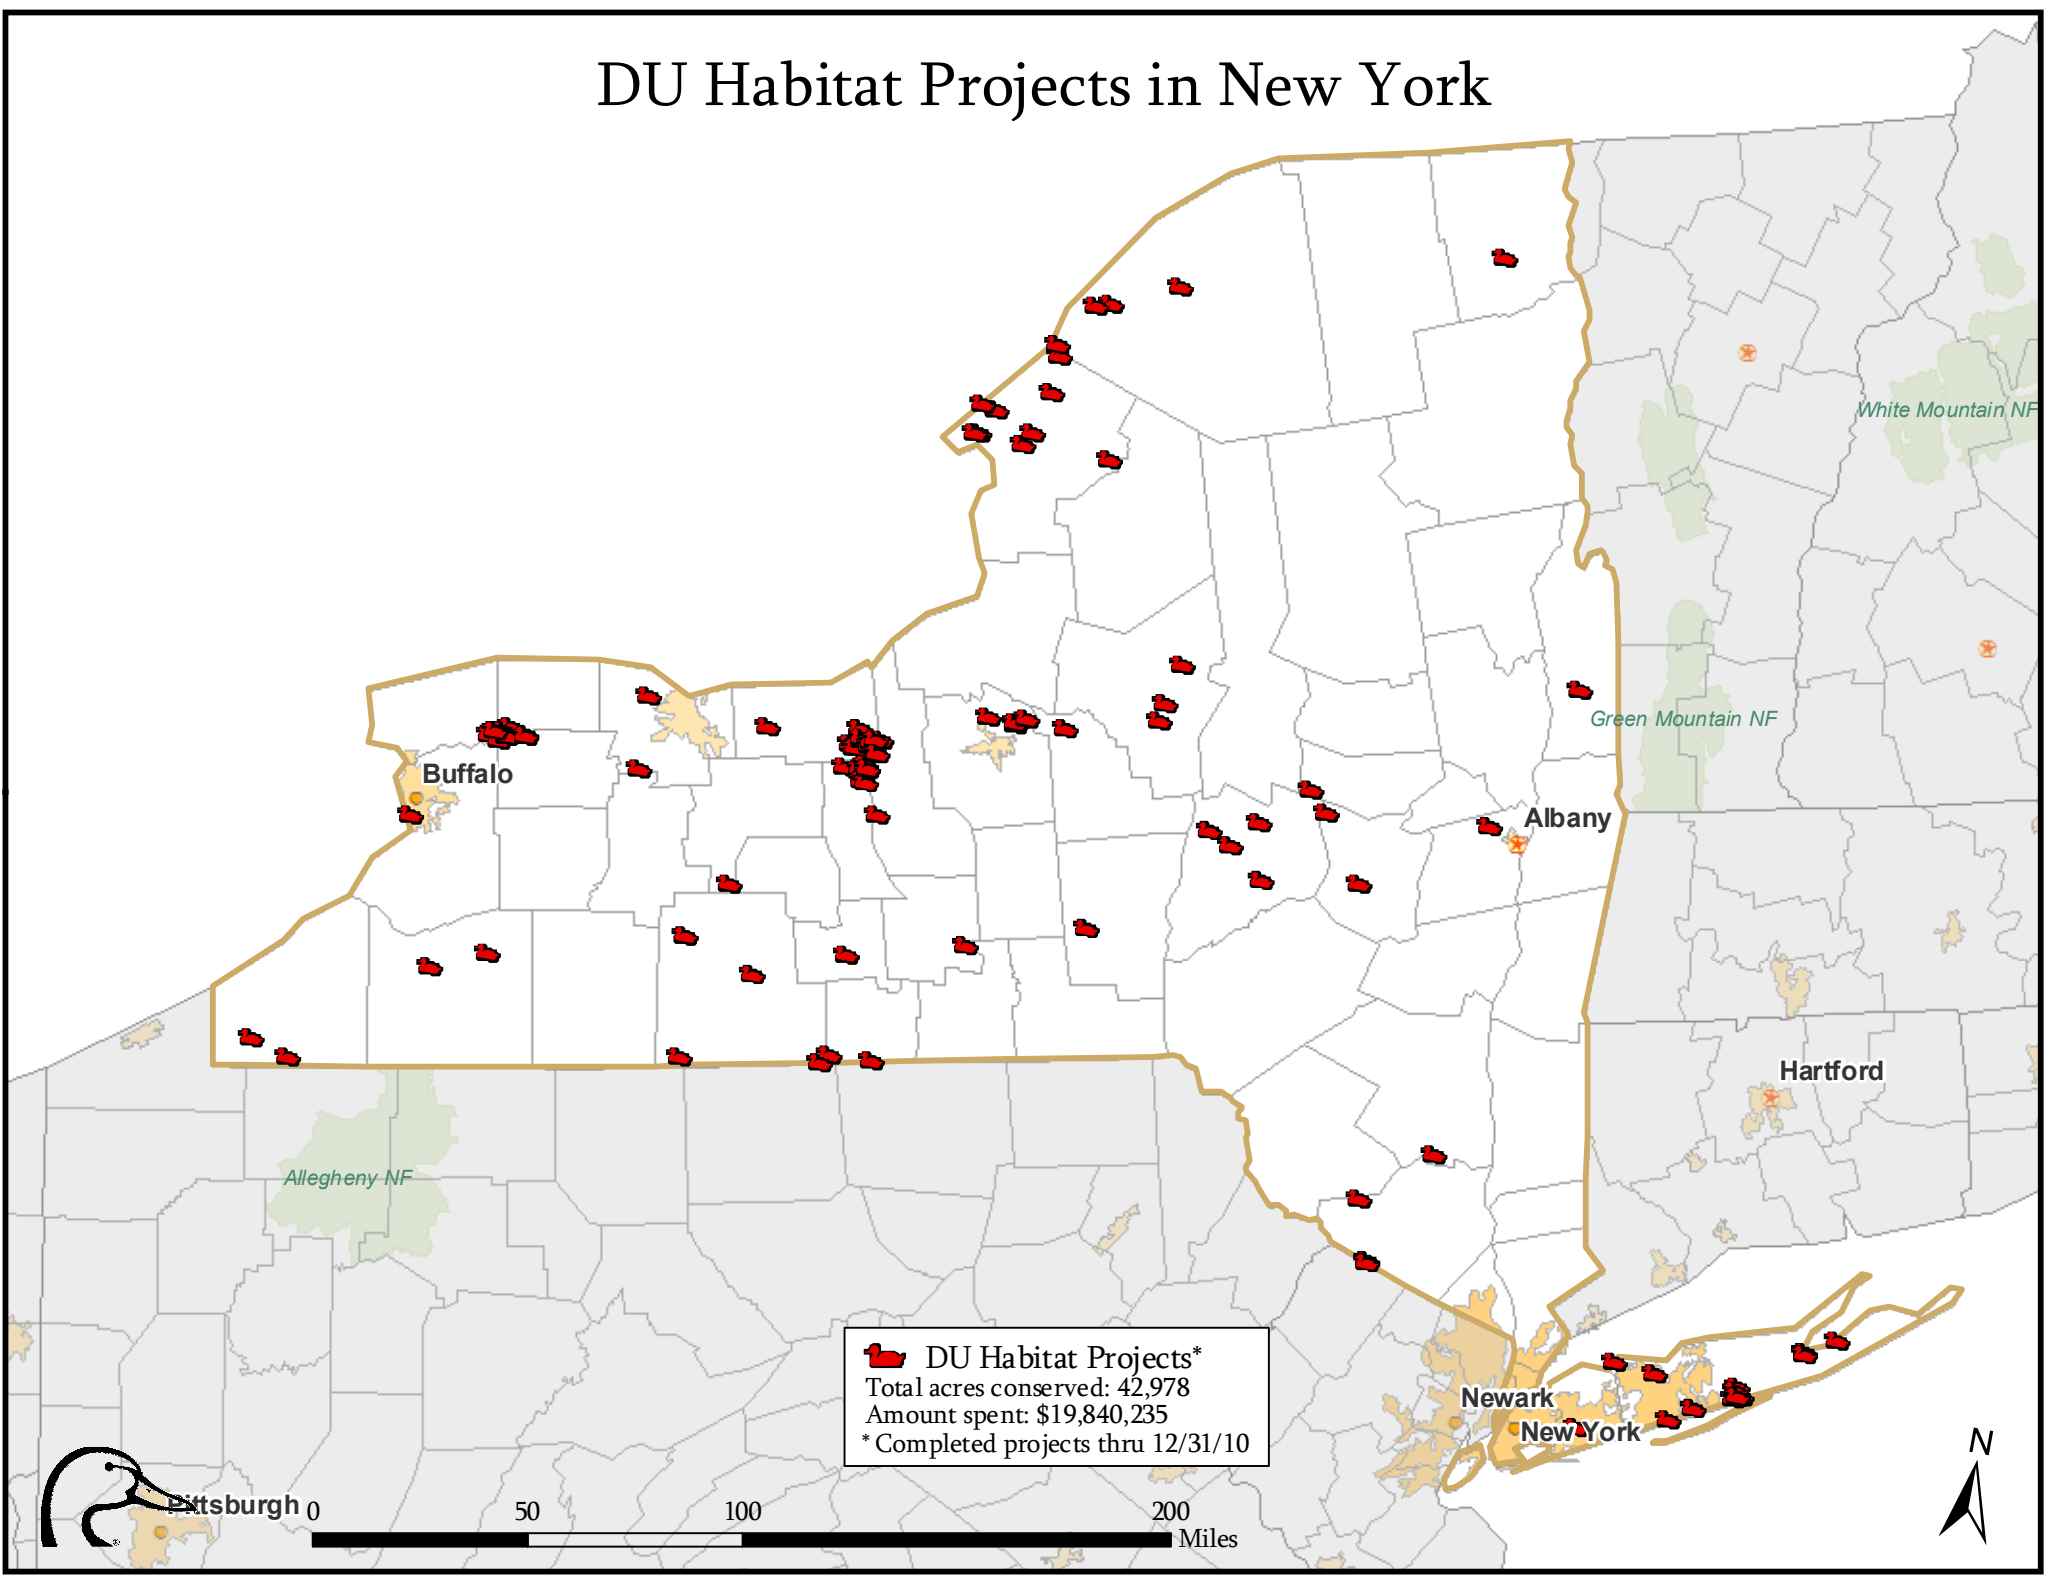 DU Habitat Projects in New York
White Mountain NF
Green Mountain NF
Buffalo
Albany
Hartford
Allegheny NF
DU Habitat Projects*
Total acres conserved: 42,978
Amount spent: $19,840,235
* Completed projects thru 12/31/10
Newark
New York
N
Pittsburgh
0 50 100 200
Miles